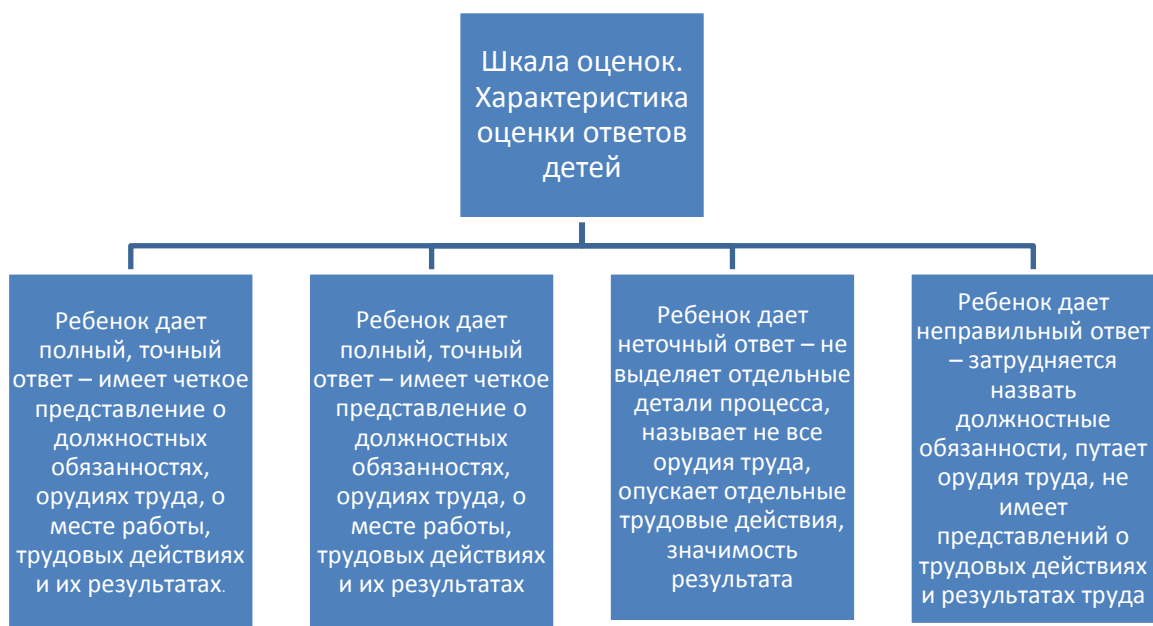 Шкала оценок.
Характеристика
оценки ответов
детей
Ребенок дает
полный, точный
ответ – имеет четкое
представление о
должностных
обязанностях,
орудиях труда, о
месте работы,
трудовых действиях
и их результатах.
Ребенок дает
полный, точный
ответ – имеет четкое
представление о
должностных
обязанностях,
орудиях труда, о
месте работы,
трудовых действиях
и их результатах
Ребенок дает
неточный ответ – не
выделяет отдельные
детали процесса,
называет не все
орудия труда,
опускает отдельные
трудовые действия,
значимость
результата
Ребенок дает
неправильный ответ
– затрудняется
назвать
должностные
обязанности, путает
орудия труда, не
имеет
представлений о
трудовых действиях
и результатах труда